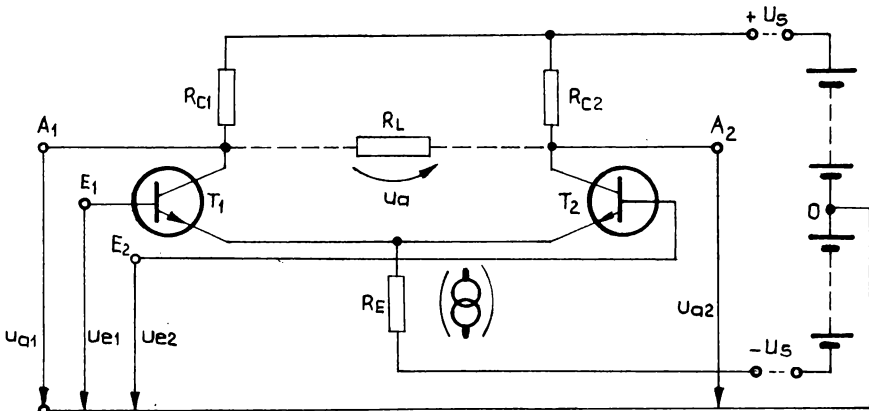 + U_S
R_C1
R_C2
A_1
R_L
A_2
E_1
T_1
u_a
T_2
0
E_2
R_E
u_a1
u_e1
u_e2
u_a2
-U_S